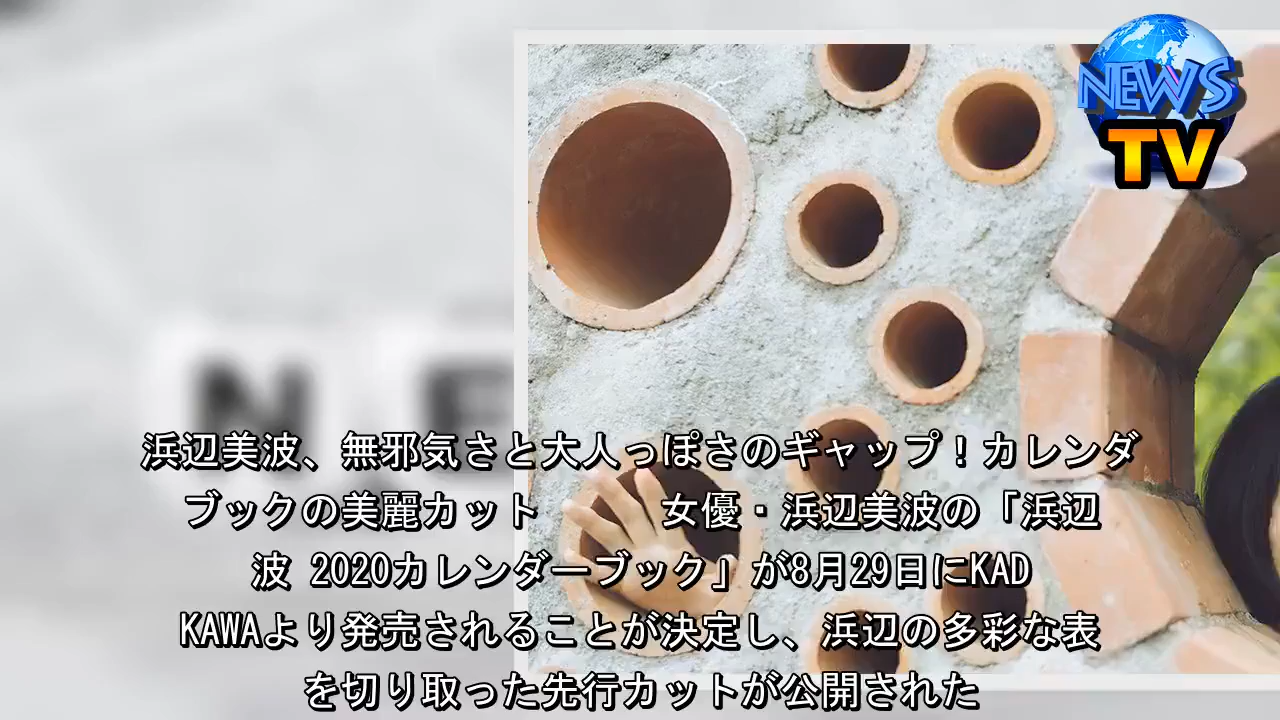 NEWS
TV
N E
浜辺美波、無邪気さと大人っぽさのギャップ！カレンダ
ブックの美麗カット　　　女優・浜辺美波の「浜辺
波 2020カレンダーブック」が8月29日にKAD
KAWAより発売されることが決定し、浜辺の多彩な表
を切り取った先行カットが公開された